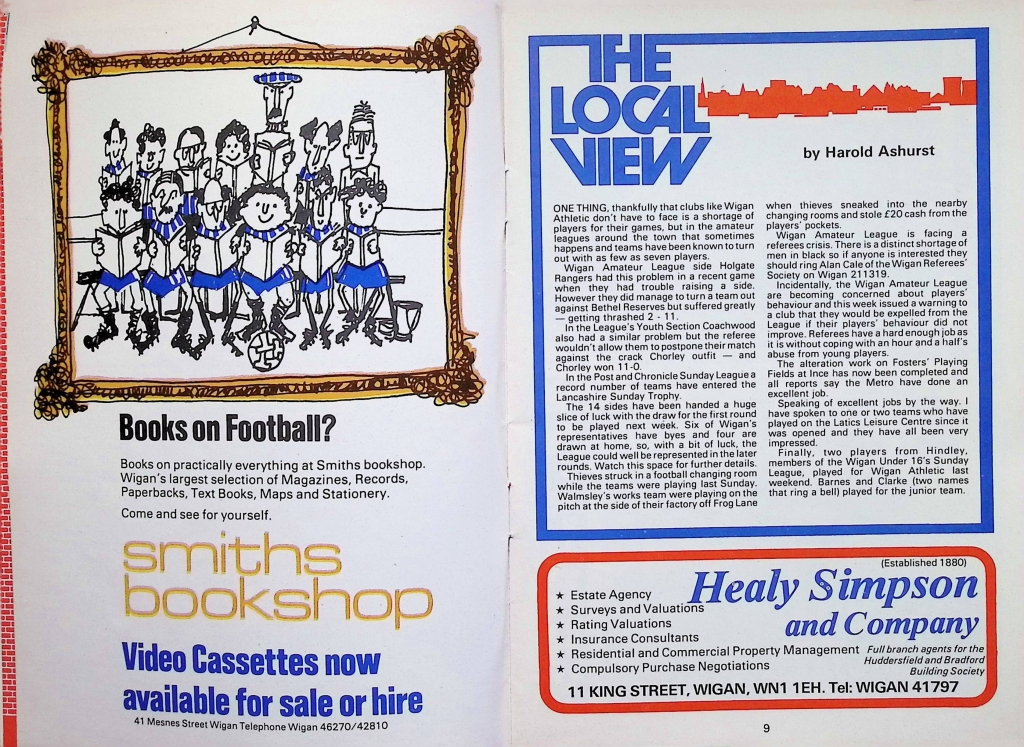 Books on Football?
Books on practically everything at Smiths bookshop.
Wigan's largest selection of Magazines, Records,
Paperbacks, Text Books, Maps and Stationery.
Come and see for yourself.
smiths
bookshop
Video Cassettes now
available for sale or hire
41 Mesnes Street Wigan Telephone Wigan 46270/42810
THE
LOCAL
VIEW
by Harold Ashurst
ONE THING, thankfully that clubs like Wigan
Athletic don't have to face is a shortage of
players for their games, but in the amateur
leagues around the town that sometimes
happens and teams have been known to turn
out with as few as seven players.
Wigan Amateur League side Holgate
Rangers had this problem in a recent game
when they had trouble raising a side.
However they did manage to turn a team out
against Bethel Reserves but suffered greatly
— getting thrashed 2 - 11.
In the League's Youth Section Coachwood
also had a similar problem but the referee
wouldn't allow them to postpone their match
against the crack Chorley outfit — and
Chorley won 11-0.
In the Post and Chronicle Sunday League a
record number of teams have entered the
Lancashire Sunday Trophy.
The 14 sides have been handed a huge
slice of luck with the draw for the first round
to be played next week. Six of Wigan's
representatives have byes and four are
drawn at home, so, with a bit of luck, the
League could well be represented in the later
rounds. Watch this space for further details.
Thieves struck in a football changing room
while the teams were playing last Sunday.
Walmsley's works team were playing on the
pitch at the side of their factory off Frog Lane
when thieves sneaked into the nearby
changing rooms and stole £20 cash from the
players' pockets.
Wigan Amateur League is facing a
referees crisis. There is a distinct shortage of
men in black so if anyone is interested they
should ring Alan Cale of the Wigan Referees'
Society on Wigan 211319.
Incidentally, the Wigan Amateur League
are becoming concerned about players'
behaviour and this week issued a warning to
a club that they would be expelled from the
League if their players' behaviour did not
improve. Referees have a hard enough job as
it is without coping with an hour and a half's
abuse from young players.
The alteration work on Fosters' Playing
Fields at Ince has now been completed and
all reports say the Metro have done an
excellent job.
Speaking of excellent jobs by the way. I
have spoken to one or two teams who have
played on the Latics Leisure Centre since it
was opened and they have all been very
impressed.
Finally, two players from Hindley,
members of the Wigan Under 16's Sunday
League, played for Wigan Athletic last
weekend. Barnes and Clarke (two names
that ring a bell) played for the junior team.
(Established 1880)
Healy Simpson
and Company
★ Estate Agency
★ Surveys and Valuations
★ Rating Valuations
★ Insurance Consultants
★ Residential and Commercial Property Management
★ Compulsory Purchase Negotiations
Full branch agents for the
Huddersfield and Bradford
Building Society
11 KING STREET, WIGAN, WN1 1EH. Tel: WIGAN 41797
9